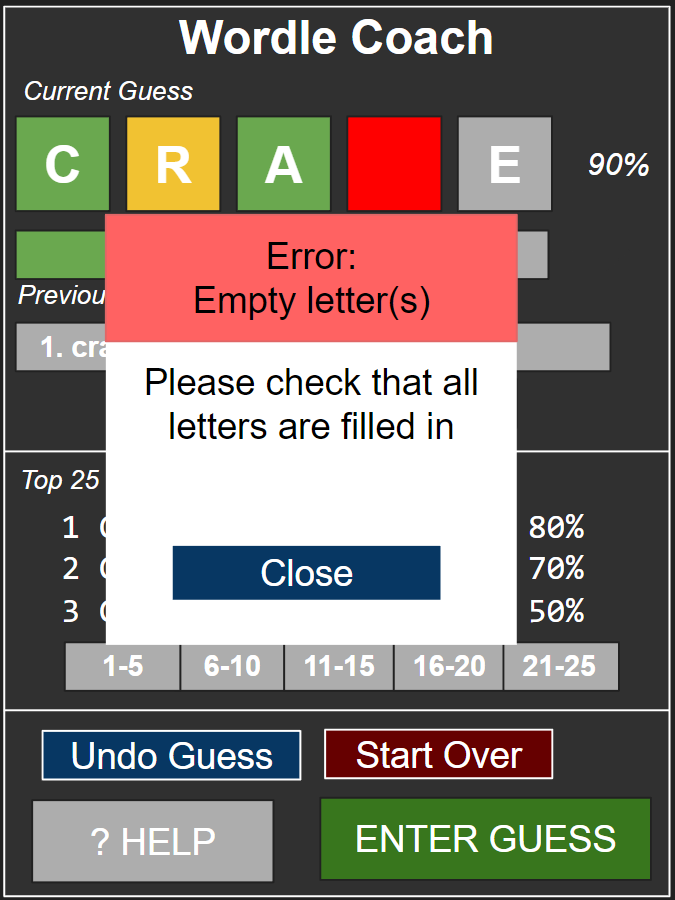 Wordle Coach
Current Guess
C R A E 90%
Error:
Empty letter(s)
Previou
1. cra
Please check that all
letters are filled in
Top 25
1 80%
2 70%
3 50%
Close
1-5 6-10 11-15 16-20 21-25
Undo Guess Start Over
? HELP ENTER GUESS